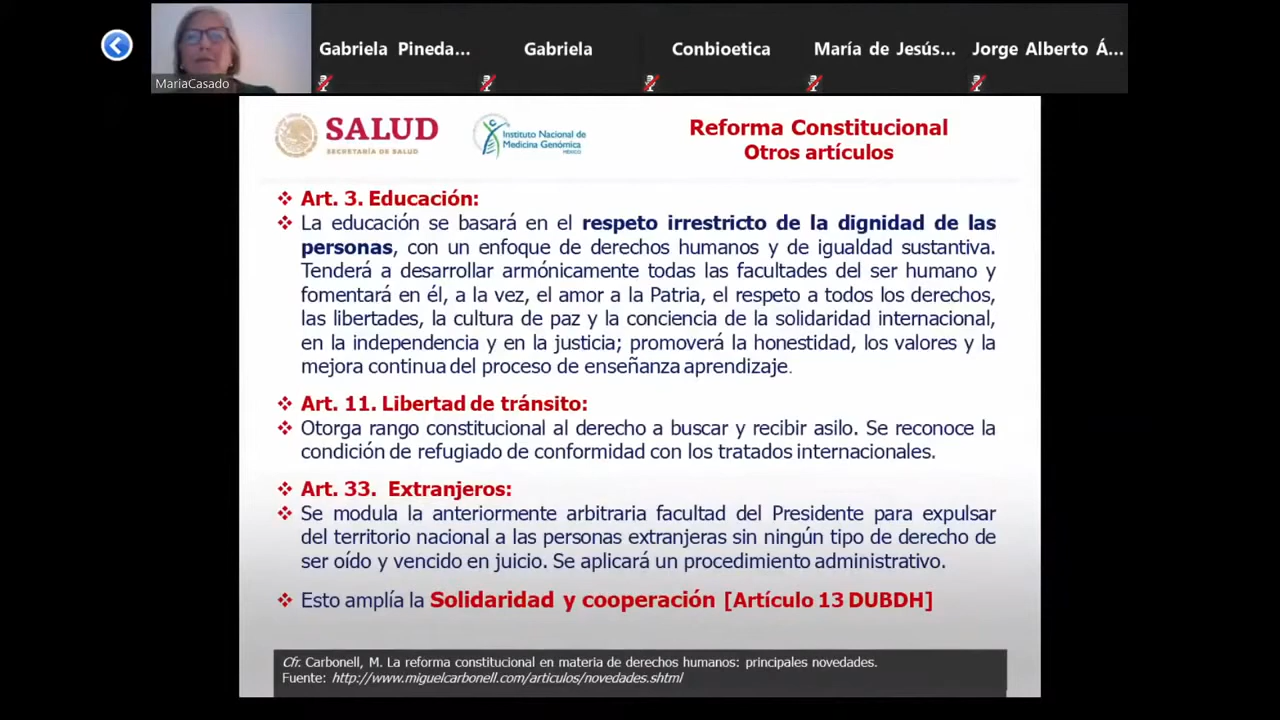 MariaCasado
Gabriela Pineda...
Gabriela
Conbioetica
María de Jesús...
Jorge Alberto Á...
SALUD
SECRETARÍA DE SALUD
Instituto Nacional de
Medicina Genómica
MÉXICO
Reforma Constitucional
Otros artículos
❖ Art. 3. Educación:
❖ La educación se basará en el respeto irrestricto de la dignidad de las
personas, con un enfoque de derechos humanos y de igualdad sustantiva.
Tenderá a desarrollar armónicamente todas las facultades del ser humano y
fomentará en él, a la vez, el amor a la Patria, el respeto a todos los derechos,
las libertades, la cultura de paz y la conciencia de la solidaridad internacional,
en la independencia y en la justicia; promoverá la honestidad, los valores y la
mejora continua del proceso de enseñanza aprendizaje.
❖ Art. 11. Libertad de tránsito:
❖ Otorga rango constitucional al derecho a buscar y recibir asilo. Se reconoce la
condición de refugiado de conformidad con los tratados internacionales.
❖ Art. 33. Extranjeros:
❖ Se modula la anteriormente arbitraria facultad del Presidente para expulsar
del territorio nacional a las personas extranjeras sin ningún tipo de derecho de
ser oído y vencido en juicio. Se aplicará un procedimiento administrativo.
❖ Esto amplía la Solidaridad y cooperación [Artículo 13 DUBDH]
Cfr. Carbonell, M. La reforma constitucional en materia de derechos humanos: principales novedades.
Fuente: http://www.miguelcarbonell.com/articulos/novedades.shtml